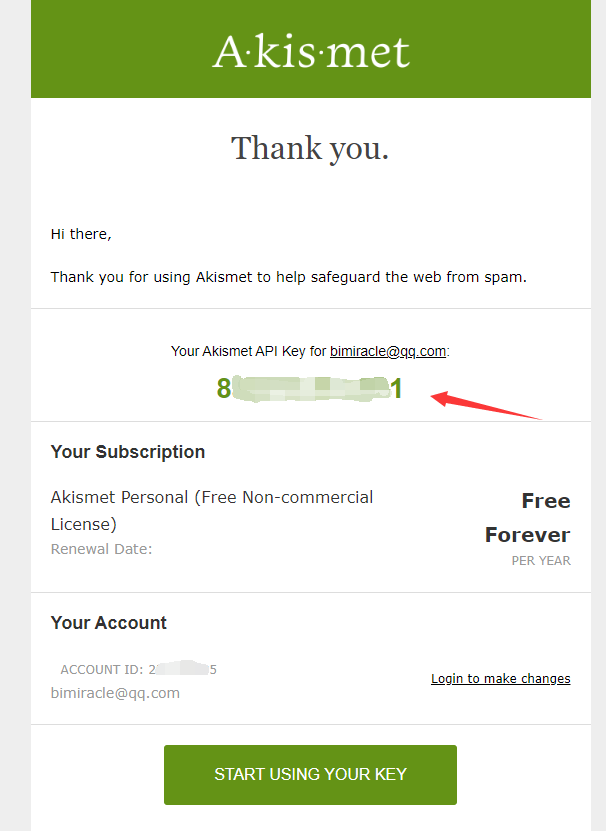 A·kis·met
Thank you.
Hi there,
Thank you for using Akismet to help safeguard the web from spam.
Your Akismet API Key for bimiracle@qq.com:
8 1
Your Subscription
Akismet Personal (Free Non-commercial
License)
Renewal Date:
Free
Forever
PER YEAR
Your Account
ACCOUNT ID: 2 5
bimiracle@qq.com
Login to make changes
START USING YOUR KEY